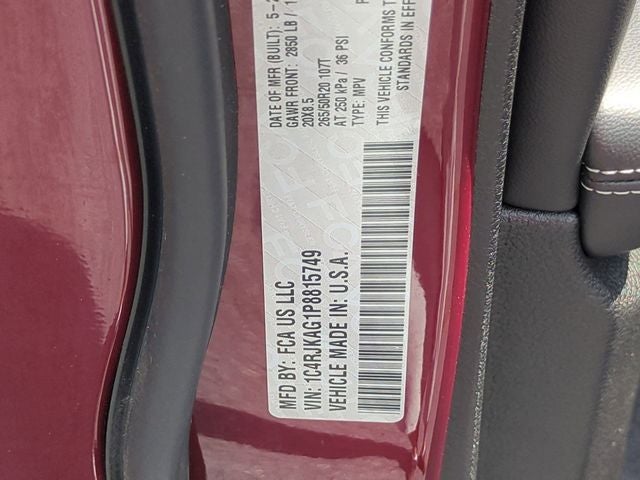 MFD BY: FCA US LLC
DATE OF MFR (BUILT): 5-2
GAWR FRONT: 2850 LB / 1
20X8.5
265/50R20 107T
AT 250 kPa / 36 PSI
TYPE: MPV
THIS VEHICLE CONFORMS T
STANDARDS IN EFF
VIN: 1C4RJKAG1P8815749
VEHICLE MADE IN: U.S.A.